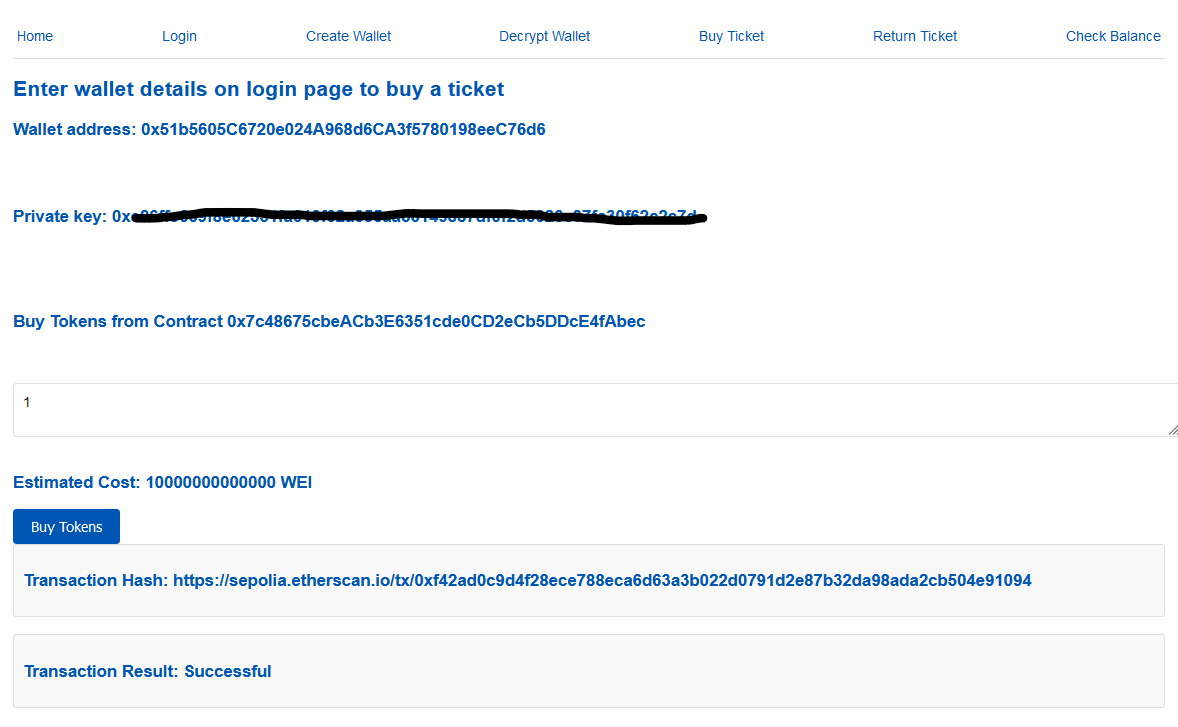 Home Login Create Wallet Decrypt Wallet Buy Ticket Return Ticket Check Balance
Enter wallet details on login page to buy a ticket
Wallet address: 0x51b5605C6720e024A968d6CA3f5780198eeC76d6
Private key: 0x
Buy Tokens from Contract 0x7c48675cbeACb3E6351cde0CD2eCb5DDcE4fAbec
1
Estimated Cost: 10000000000000 WEI
Buy Tokens
Transaction Hash: https://sepolia.etherscan.io/tx/0xf42ad0c9d4f28ece788eca6d63a3b022d0791d2e87b32da98ada2cb504e91094
Transaction Result: Successful